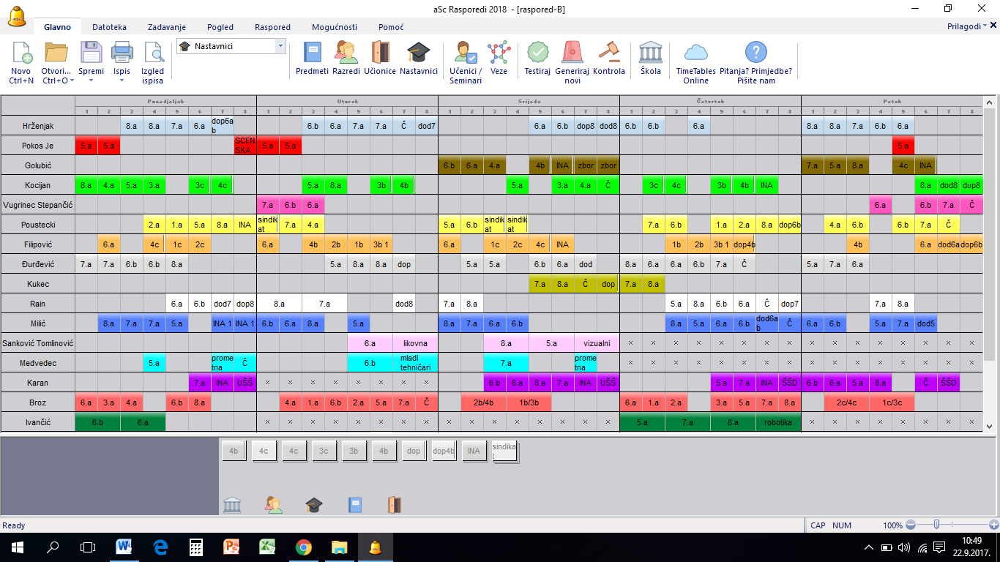 aSc Rasporedi 2018 - [raspored-B]
Glavno Datoteka Zadavanje Pogled Raspored Mogućnosti Pomoć Prilagodi
Nastavnici
Novo Otvori... Spremi Ispis Izgled Predmeti Razredi Učionice Nastavnici Učenici / Veze Testiraj Generiraj Kontrola Škola TimeTables Pitanja? Primjedbe?
Ctrl+N Ctrl+O ispisa Seminari novi Online Pišite nam
Ponedjeljak Utorak Srijeda Četvrtak Petak
1 2 3 4 5 6 7 8 1 2 3 4 5 6 7 8 1 2 3 4 5 6 7 8 1 2 3 4 5 6 7 8 1 2 3 4 5 6 7 8
Hrženjak 8.a 8.a 7.a 6.a dop6a b 6.b 6.a 7.a 7.a Č dod7 6.a 6.b dop8 dod8 6.b 6.b 6.a 8.a 8.a 7.a 6.b 6.a
Pokos Je 5.a 5.a SCEN SKA 5.a 5.a 5.a
Golubić 6.b 6.a 4.a 4b INA zbor zbor 7.a 5.a 8.a 4c INA
Kocijan 8.a 4.a 5.a 3.a 3c 4c 5.a 8.a 3b 4b 5.a 3.a 4.a Č 3c 4c 3b 4b INA 8.a dod8 dop8
Vugrinec Stepančić 7.a 6.b 6.a 6.a 6.b 7.a Č
Poustecki 2.a 1.a 5.a 8.a INA sindik at 7.a 4.a 5.a 6.b sindik at sindik at 7.a 6.b 1.a 2.a 8.a dop6b 4.a 6.b 6.b 7.a Č
Filipović 6.a 4c 1c 2c 6.a 4b 2b 1b 3b 1 6.a 1c 2c 4c INA 1b 2b 3b 1 dop4b 4b 6.a dod6a dop6b
Đurđević 7.a 7.a 6.b 6.b 8.a 5.a 8.a 8.a dop 5.a 5.a 6.b 6.a dod 8.a 6.a 6.a 6.b 7.a Č 5.a 7.a 6.a
Kukec 7.a 8.a Č dop 7.a 8.a
Rain 6.a 6.b dod7 dop8 8.a 7.a dod8 7.a 8.a 5.a 8.a 6.b 6.a Č dop7 7.a 8.a
Milić 8.a 7.a 7.a 5.a INA 1 INA 1 6.b 6.a 8.a 5.a 8.a 7.a 6.a 6.b 8.a 5.a 6.a 6.b dod6a b Č 6.a 6.b 5.a 7.a dod5
Sanković Tomlinović 6.a likovna 8.a 5.a vizualni × × × × × × × × × × × × × × × ×
Medvedec 5.a prome tna Č 6.b mladi tehničari 7.a prome tna × × × × × × × × × × × × × × × ×
Karan 7.a INA UŠŠ × × × × × × × × 6.b 6.a 8.a 7.a INA UŠŠ 5.a 7.a INA ŠŠD 6.b 6.a 5.a 8.a Č ŠŠD
Broz 6.a 3.a 4.a 6.b 8.a 4.a 1.a 6.b 2.a 5.a 7.a Č 2b/4b 1b/3b 6.a 1.a 2.a 3.a 5.a 7.a 8.a 2c/4c 1c/3c
Ivančić 6.b 6.a × × × × × × × × × × × × × × × × 5.a 7.a 8.a robotika × × × × × × × ×
4b 4c 4c 3c 3b 4b dop dop4b INA sindika t
Ready CAP NUM 100%
10:49
22.9.2017.